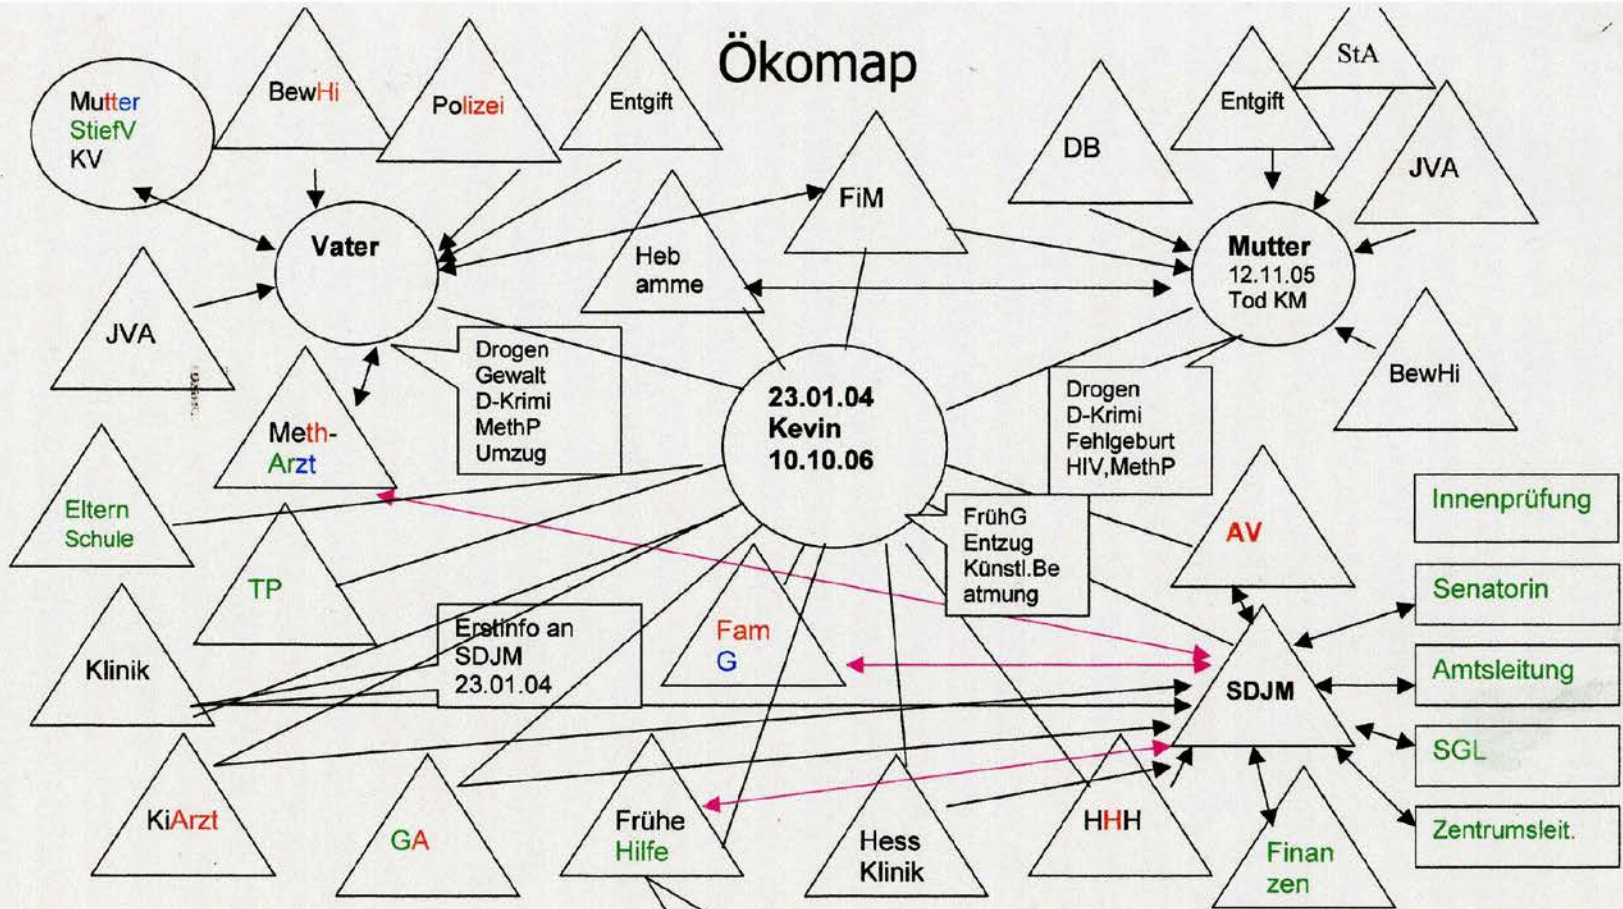 Ökomap
Mutter
StiefV
KV
BewHi
Polizei
Entgift
FiM
DB
Entgift
StA
JVA
Vater
Heb
amme
Mutter
12.11.05
Tod KM
JVA
BewHi
Meth-
Arzt
Drogen
Gewalt
D-Krimi
MethP
Umzug
23.01.04
Kevin
10.10.06
Drogen
D-Krimi
Fehlgeburt
HIV,MethP
Eltern
Schule
TP
FrühG
Entzug
Künstl.Be
atmung
AV
Innenprüfung
Senatorin
Klinik
Erstinfo an
SDJM
23.01.04
Fam
G
SDJM
Amtsleitung
SGL
KiArzt
GA
Frühe
Hilfe
Hess
Klinik
HHH
Finan
zen
Zentrumsleit.